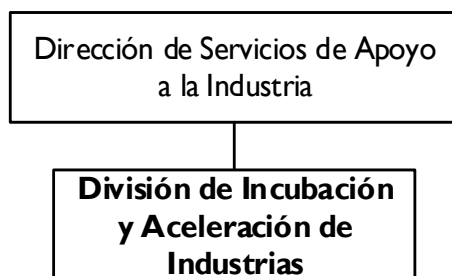 Dirección de Servicios de Apoyo
a la Industria
División de Incubación
y Aceleración de
Industrias